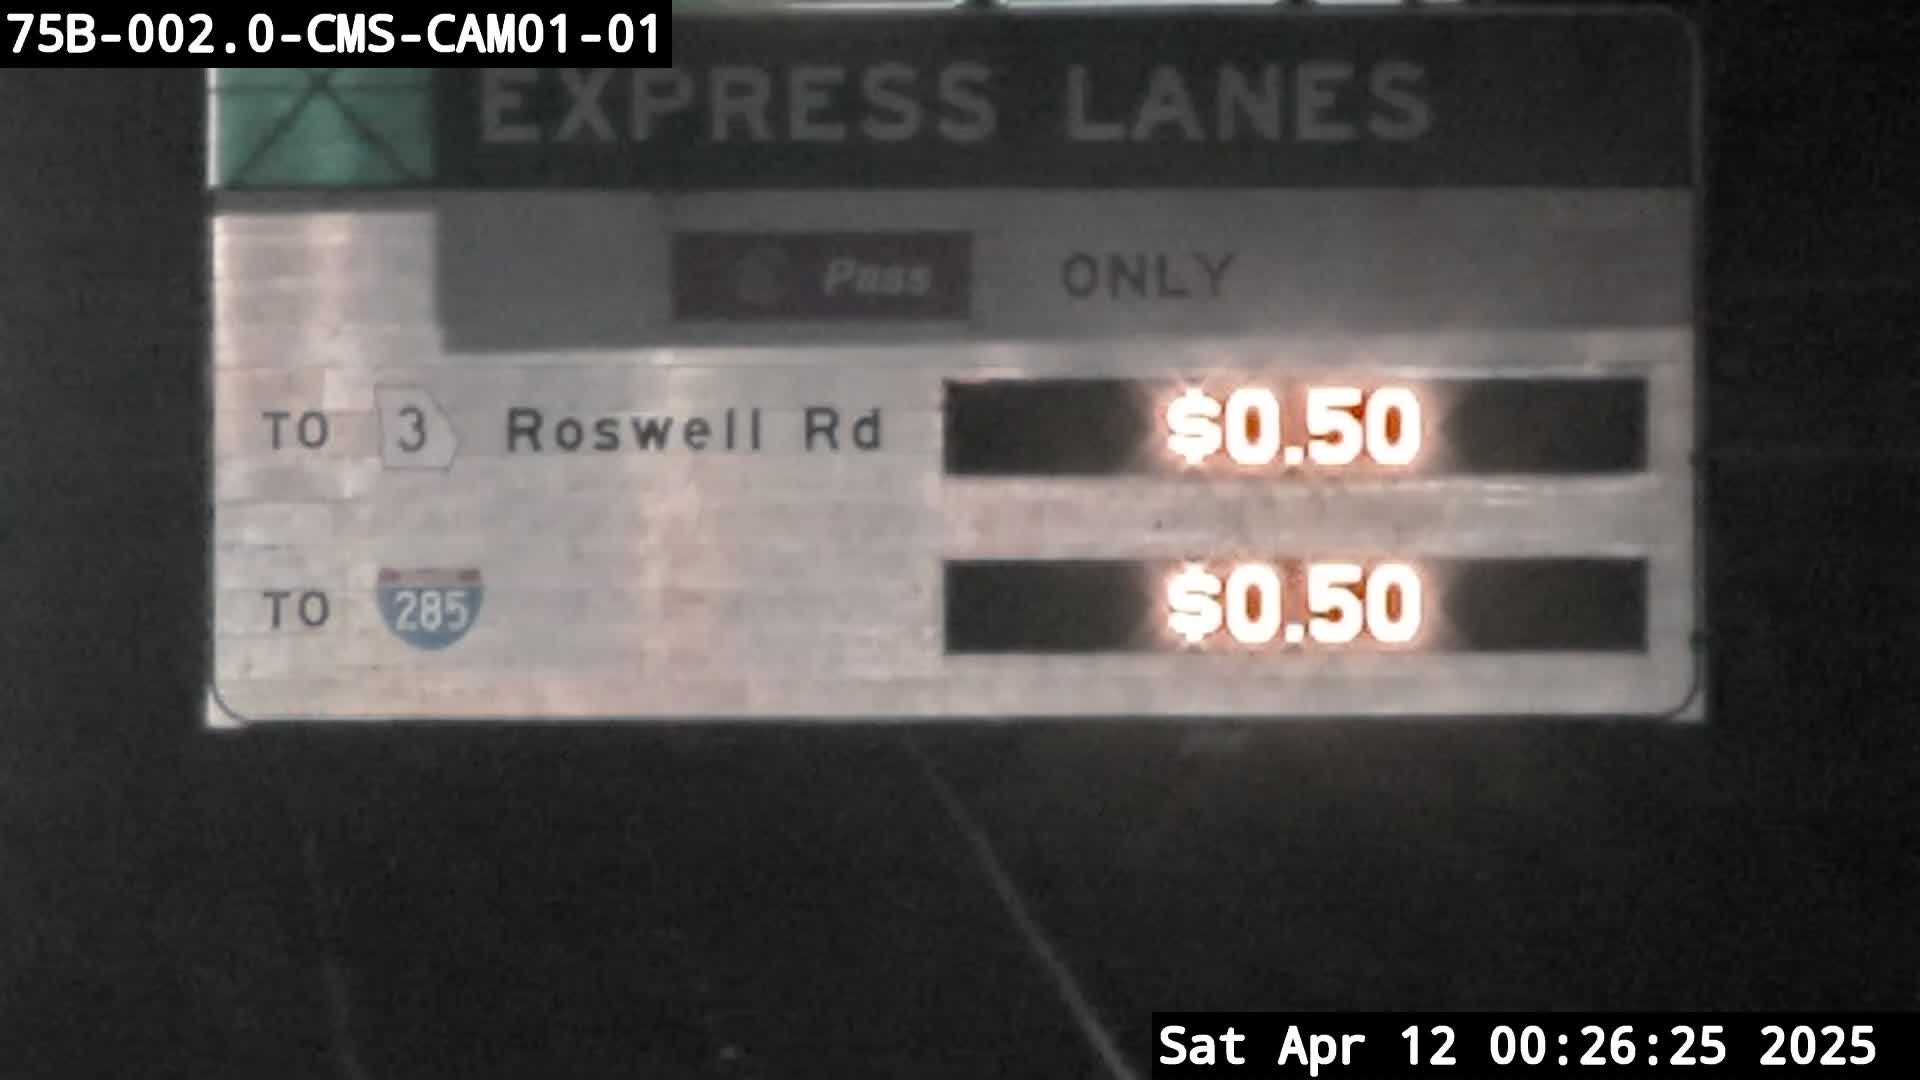 75B-002.0-CMS-CAM01-01
EXPRESS LANES
Pass ONLY
TO 3 Roswell Rd $0.50
TO 285 $0.50
Sat Apr 12 00:26:25 2025